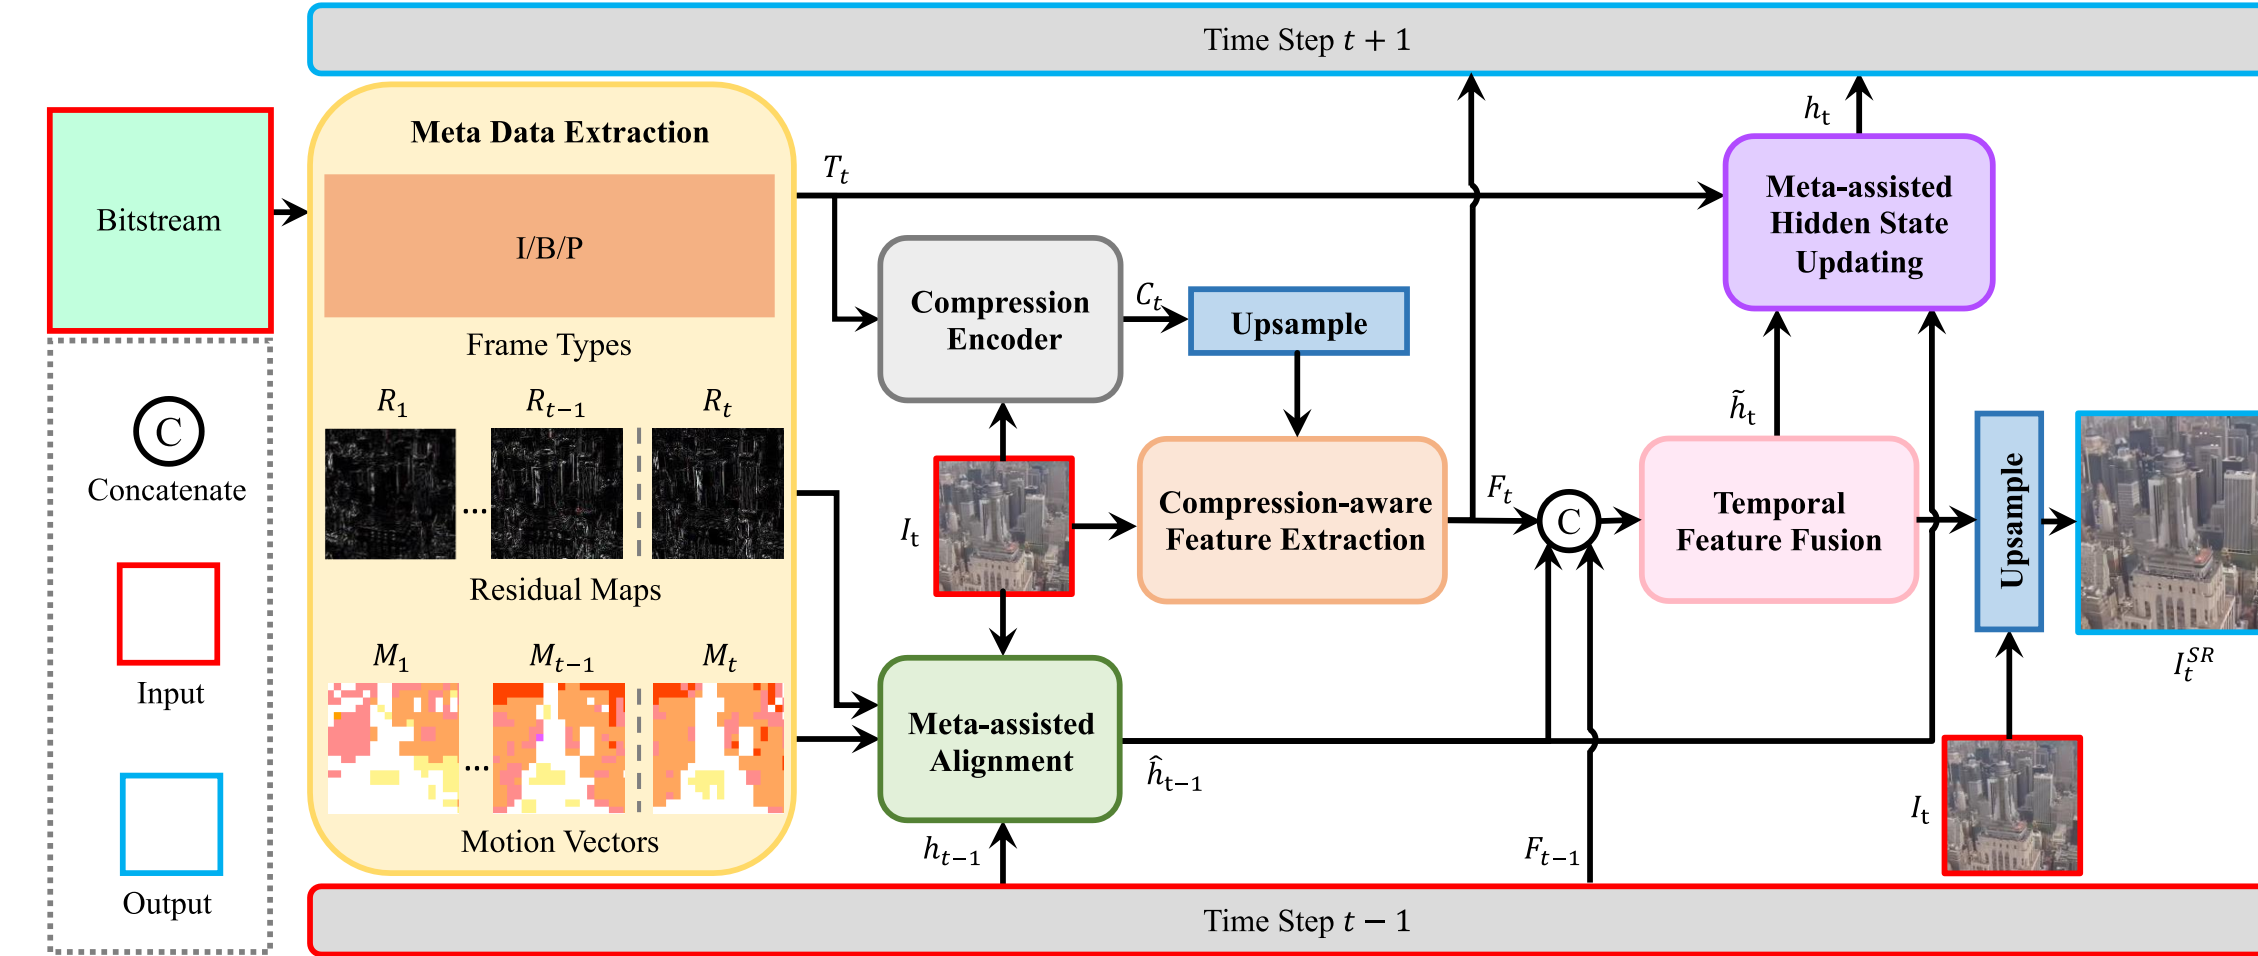 Time Step t + 1
Bitstream
Meta Data Extraction
I/B/P
Frame Types
R₁ R_{t−1} R_t
... 
Residual Maps
M₁ M_{t−1} M_t
...
Motion Vectors
C
Concatenate
Input
Output
T_t
Compression
Encoder
C_t
Upsample
I_t
Compression-aware
Feature Extraction
Meta-assisted
Alignment
h_{t−1}
ĥ_{t−1}
F_t
C
F_{t−1}
Temporal
Feature Fusion
h̃_t
Meta-assisted
Hidden State
Updating
h_t
Upsample
I_t^{SR}
I_t
Time Step t − 1